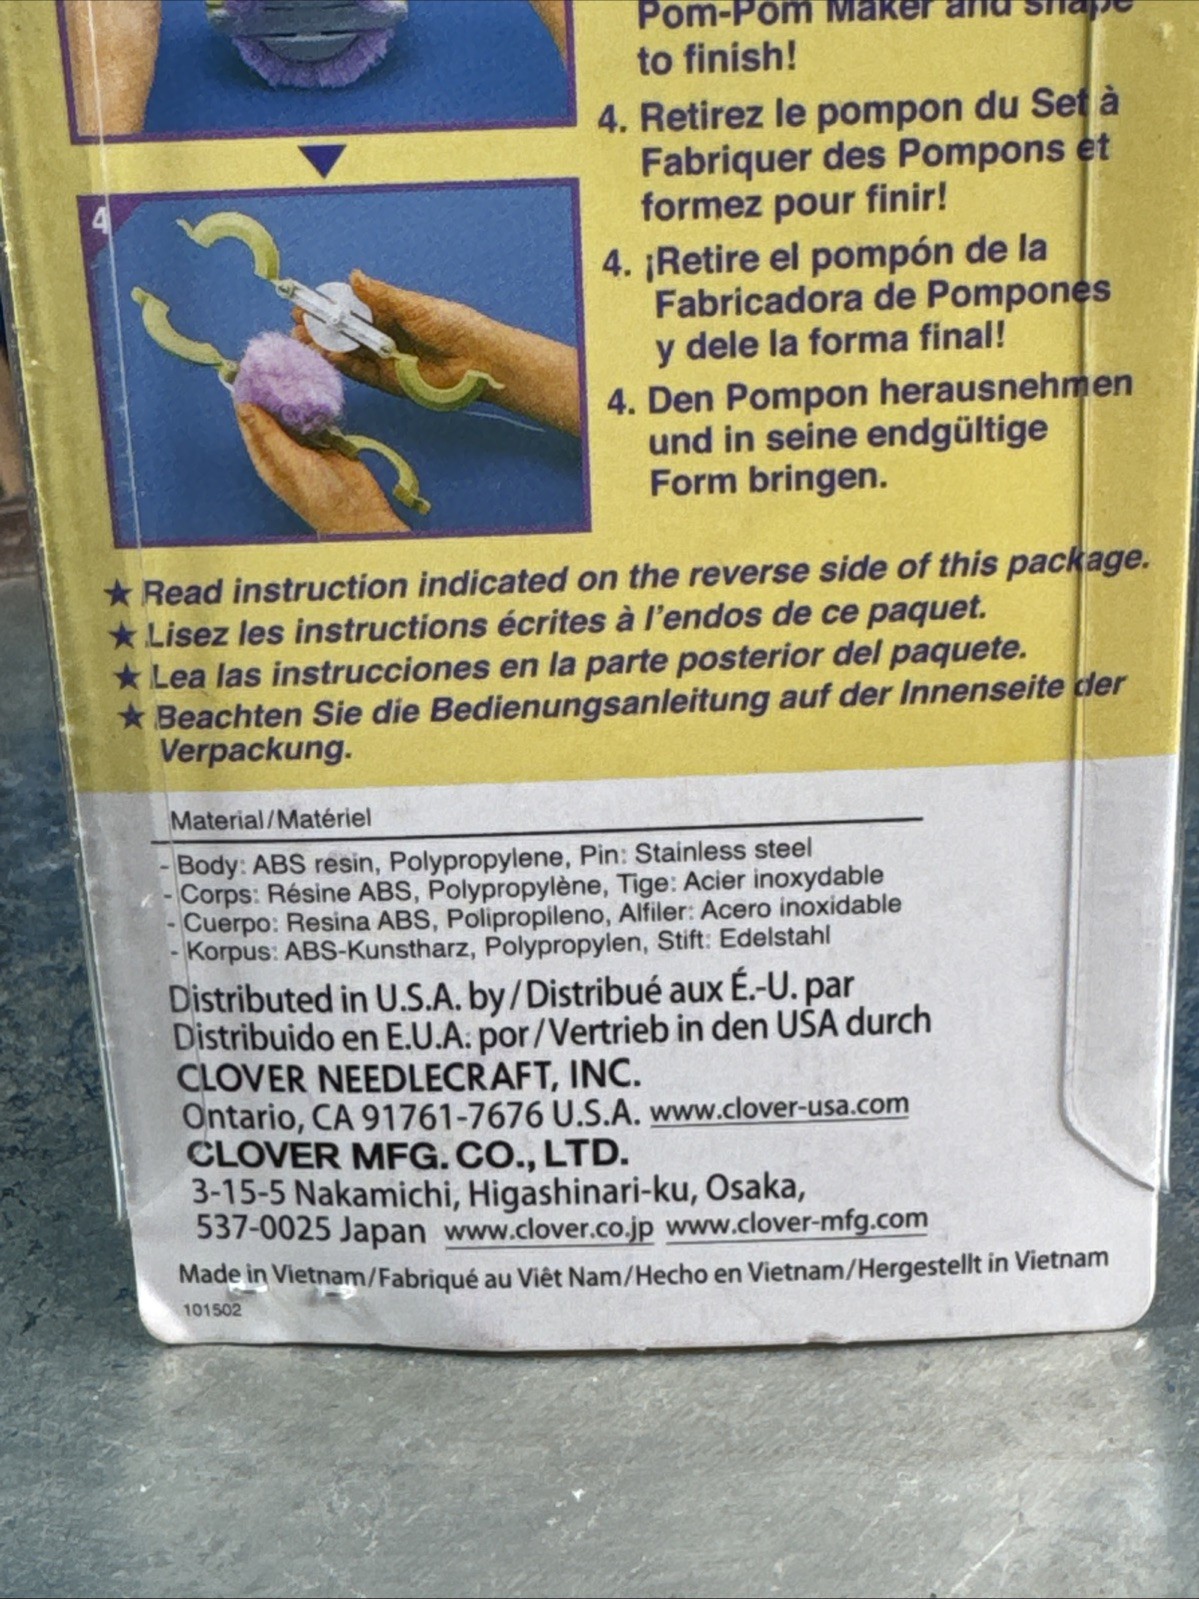 Pom-Pom Maker and shape
to finish!
4. Retirez le pompon du Set à
Fabriquer des Pompons et
formez pour finir!
4. ¡Retire el pompón de la
Fabricadora de Pompones
y dele la forma final!
4. Den Pompon herausnehmen
und in seine endgültige
Form bringen.
4
★ Read instruction indicated on the reverse side of this package.
★ Lisez les instructions écrites à l'endos de ce paquet.
★ Lea las instrucciones en la parte posterior del paquete.
★ Beachten Sie die Bedienungsanleitung auf der Innenseite der
Verpackung.
Material/Matériel
- Body: ABS resin, Polypropylene, Pin: Stainless steel
- Corps: Résine ABS, Polypropylène, Tige: Acier inoxydable
- Cuerpo: Resina ABS, Polipropileno, Alfiler: Acero inoxidable
- Korpus: ABS-Kunstharz, Polypropylen, Stift: Edelstahl
Distributed in U.S.A. by/Distribué aux É.-U. par
Distribuido en E.U.A: por/Vertrieb in den USA durch
CLOVER NEEDLECRAFT, INC.
Ontario, CA 91761-7676 U.S.A. www.clover-usa.com
CLOVER MFG. CO., LTD.
3-15-5 Nakamichi, Higashinari-ku, Osaka,
537-0025 Japan www.clover.co.jp www.clover-mfg.com
Made in Vietnam/Fabriqué au Viêt Nam/Hecho en Vietnam/Hergestellt in Vietnam
101502